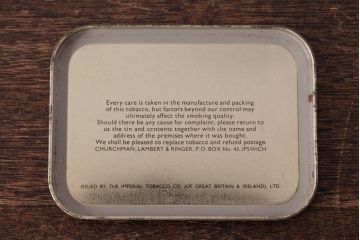 Every care is taken in the manufacture and packing
of this tobacco, but factors beyond our control may
ultimately affect the smoking quality.
Should there be any cause for complaint, please return to
us the tin and contents together with the name and
address of the premises where it was bought.
We shall be pleased to replace tobacco and refund postage.
CHURCHMAN, LAMBERT & RINGER, P.O. BOX No. 45, IPSWICH
ISSUED BY THE IMPERIAL TOBACCO CO. (OF GREAT BRITAIN & IRELAND), LTD